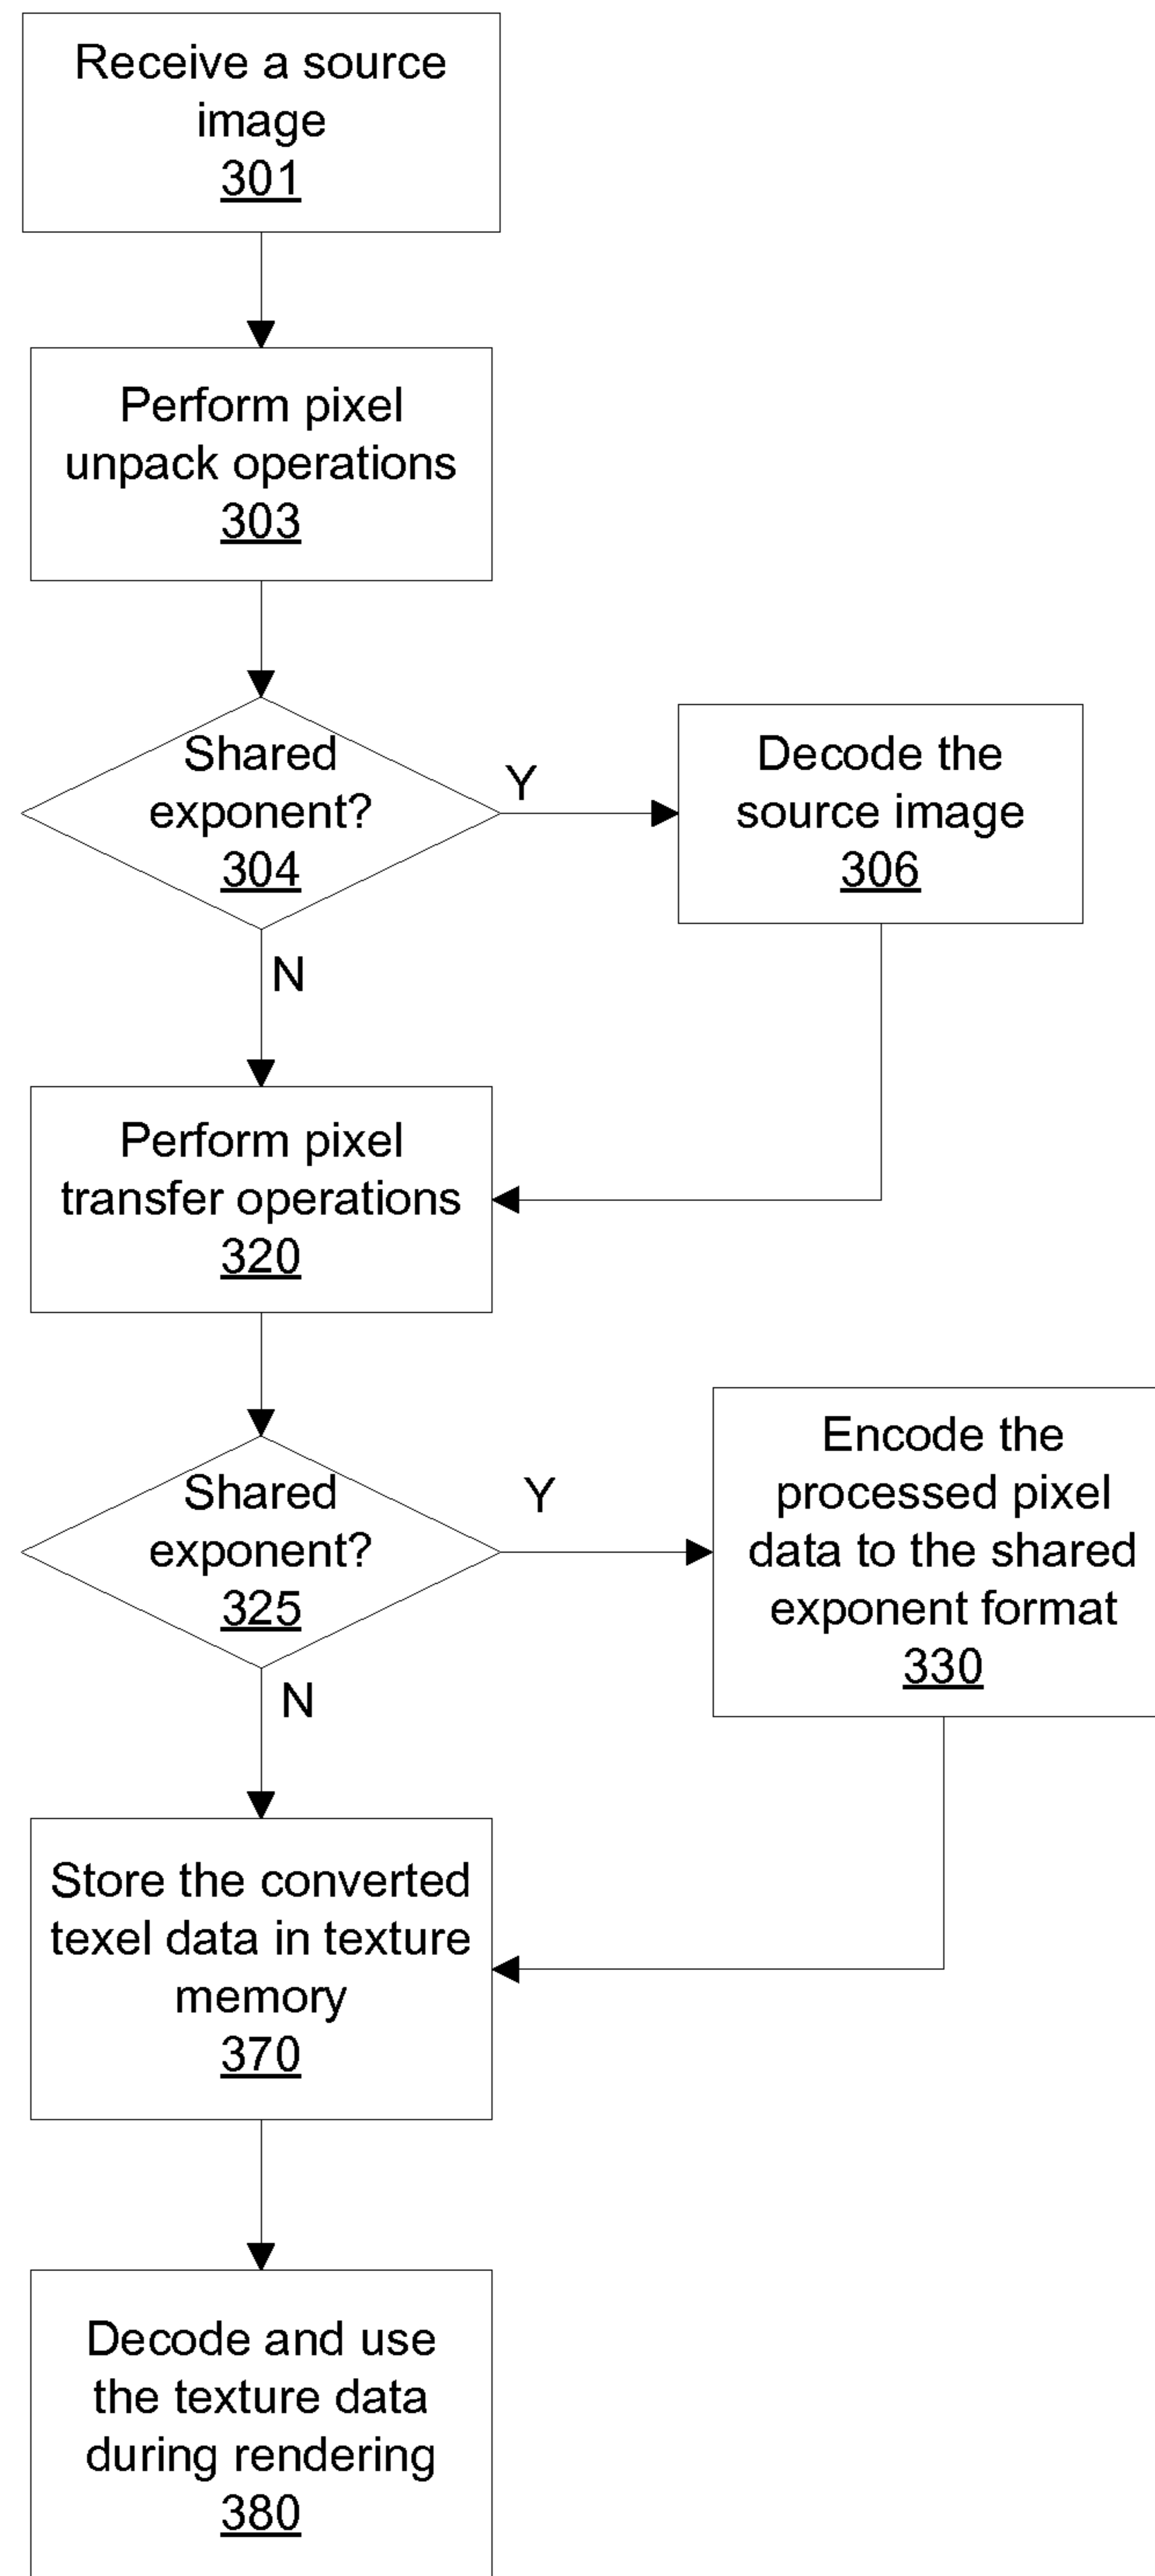 Receive a source
image
301
Perform pixel
unpack operations
303
Shared
exponent?
304
Y
Decode the
source image
306
N
Perform pixel
transfer operations
320
Shared
exponent?
325
Y
Encode the
processed pixel
data to the shared
exponent format
330
N
Store the converted
texel data in texture
memory
370
Decode and use
the texture data
during rendering
380